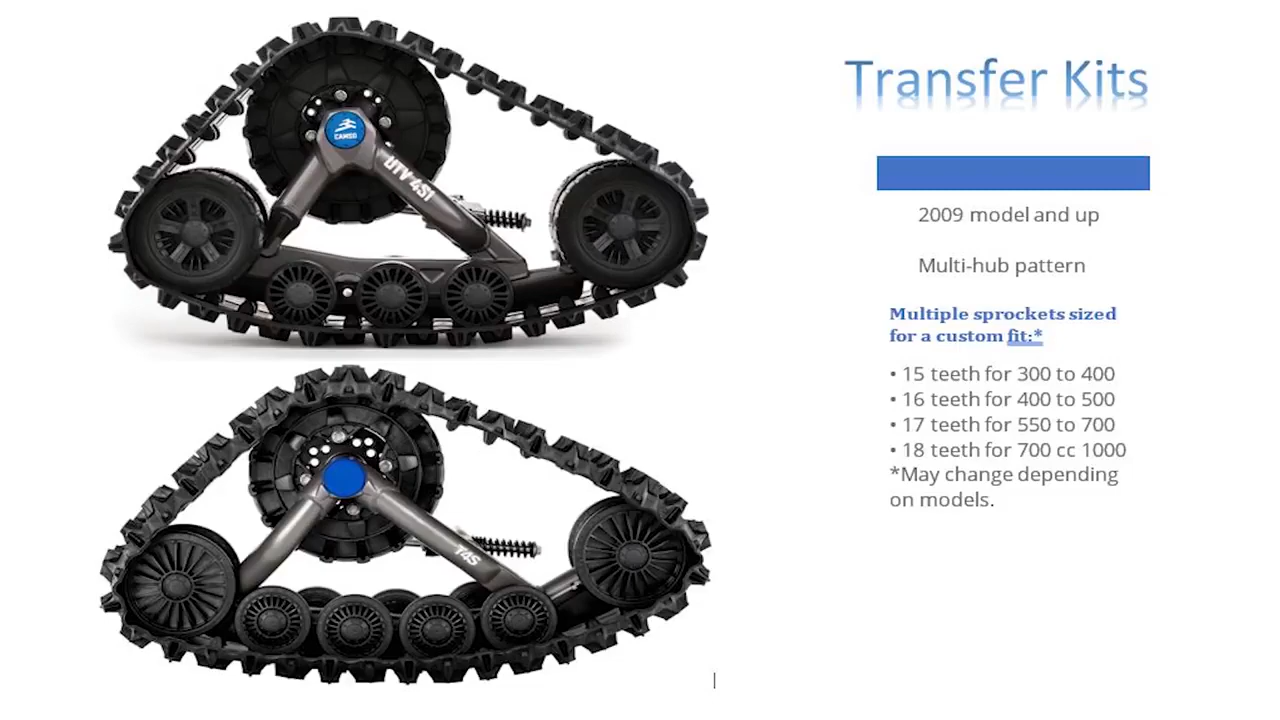 Transfer Kits
CAMSO
UTV 4S1
2009 model and up
Multi-hub pattern
Multiple sprockets sized
for a custom fit:*
• 15 teeth for 300 to 400
• 16 teeth for 400 to 500
• 17 teeth for 550 to 700
• 18 teeth for 700 cc 1000
*May change depending
on models.
T4S